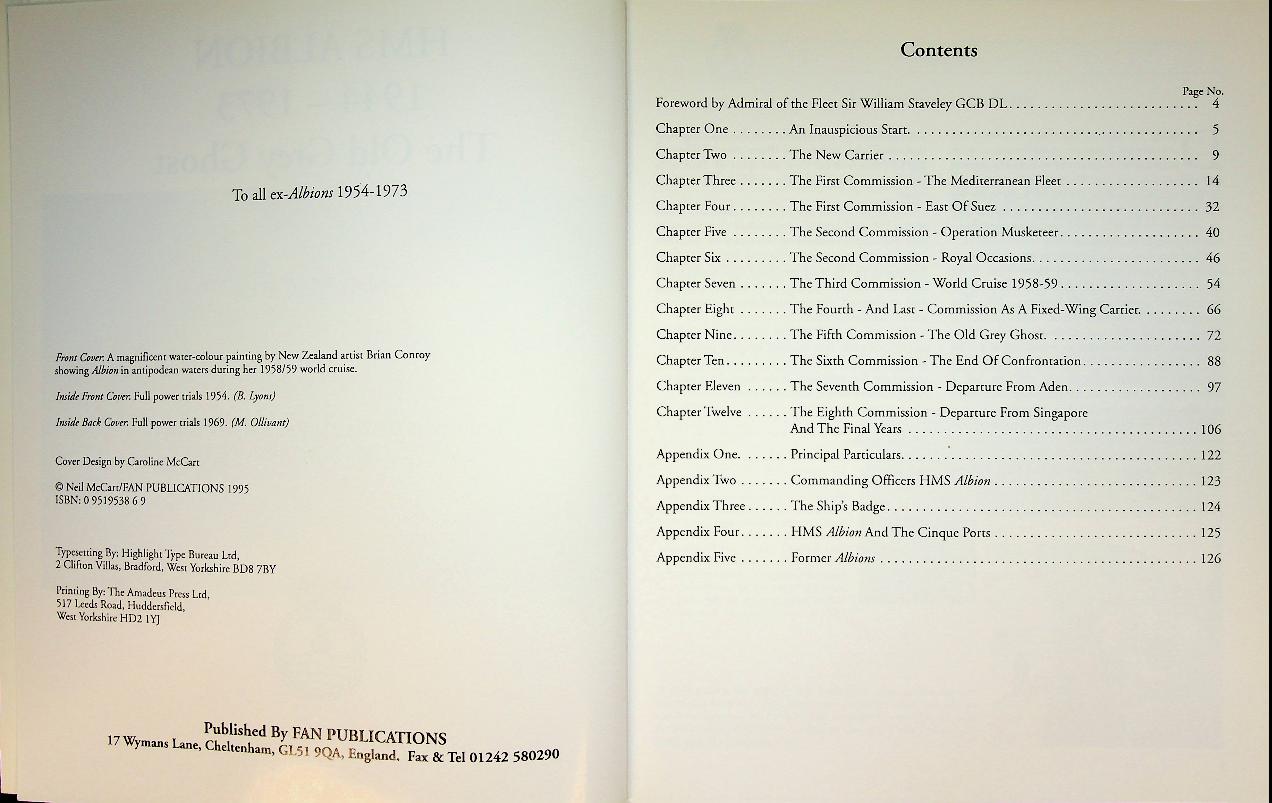 To all ex-Albions 1954-1973
Front Cover: A magnificent water-colour painting by New Zealand artist Brian Conroy
showing Albion in antipodean waters during her 1958/59 world cruise.
Inside Front Cover: Full power trials 1954. (B. Lyons)
Inside Back Cover: Full power trials 1969. (M. Ollivant)
Cover Design by Caroline McCart
© Neil McCart/FAN PUBLICATIONS 1995
ISBN: 0 9519538 6 9
Typesetting By: Highlight Type Bureau Ltd,
2 Clifton Villas, Bradford, West Yorkshire BD8 7BY
Printing By: The Amadeus Press Ltd,
517 Leeds Road, Huddersfield,
West Yorkshire HD2 1YJ
Published By FAN PUBLICATIONS
17 Wymans Lane, Cheltenham, GL51 9QA, England. Fax & Tel 01242 580290
Contents
Page No.
Foreword by Admiral of the Fleet Sir William Staveley GCB DL. . . . . . . . . . 4
Chapter One . . . . . . . . An Inauspicious Start. . . . . . . . . . 5
Chapter Two . . . . . . . . The New Carrier . . . . . . . . . . 9
Chapter Three . . . . . . . The First Commission - The Mediterranean Fleet . . . . . . . . . . 14
Chapter Four . . . . . . . . The First Commission - East Of Suez . . . . . . . . . . 32
Chapter Five . . . . . . . . The Second Commission - Operation Musketeer. . . . . . . . . . 40
Chapter Six . . . . . . . . . The Second Commission - Royal Occasions. . . . . . . . . . 46
Chapter Seven . . . . . . . The Third Commission - World Cruise 1958-59 . . . . . . . . . . 54
Chapter Eight . . . . . . . The Fourth - And Last - Commission As A Fixed-Wing Carrier. . . . . . . . . 66
Chapter Nine. . . . . . . . The Fifth Commission - The Old Grey Ghost. . . . . . . . . . 72
Chapter Ten . . . . . . . . . The Sixth Commission - The End Of Confrontation . . . . . . . . . . 88
Chapter Eleven . . . . . . The Seventh Commission - Departure From Aden. . . . . . . . . . 97
Chapter Twelve . . . . . . The Eighth Commission - Departure From Singapore
And The Final Years . . . . . . . . . . 106
Appendix One. . . . . . . . Principal Particulars. . . . . . . . . . 122
Appendix Two . . . . . . . Commanding Officers HMS Albion . . . . . . . . . . 123
Appendix Three . . . . . . The Ship's Badge . . . . . . . . . . 124
Appendix Four . . . . . . . HMS Albion And The Cinque Ports . . . . . . . . . . 125
Appendix Five . . . . . . . Former Albions . . . . . . . . . . 126